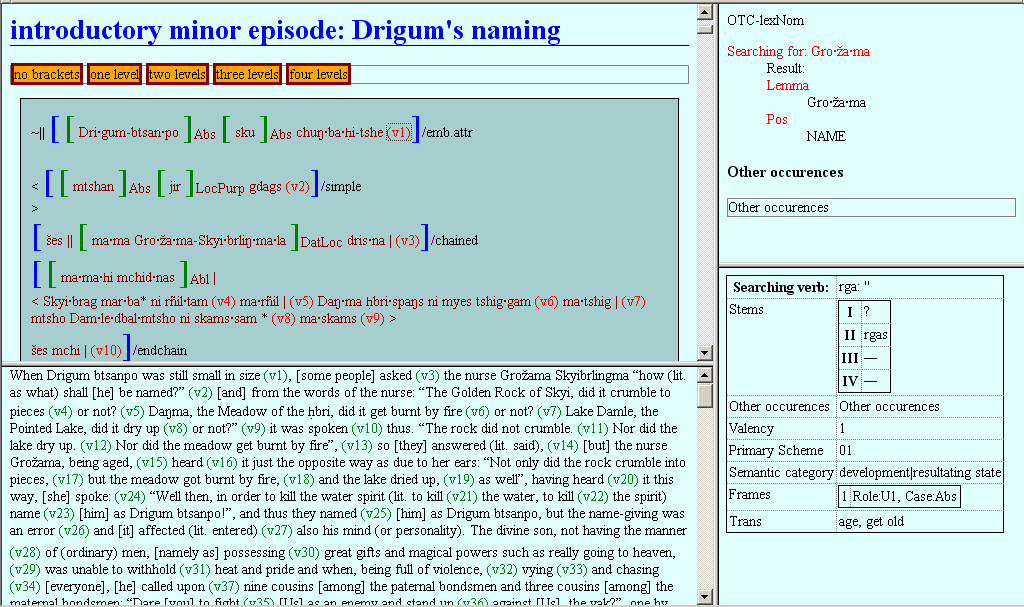 introductory minor episode: Drigum's naming
no brackets one level two levels three levels four levels
~|| [ [ Dri·gum-btsan·po ]Abs [ sku ]Abs chuŋ·ba·ḥi-tshe (v1)]/emb.attr
< [ [ mtshan ]Abs [ jir ]LocPurp gdags (v2)]/simple
>
[ šes || [ ma·ma Gro·ža·ma-Skyi·brliŋ·ma·la ]DatLoc dris·na | (v3)]/chained
[ [ ma·ma·ḥi mchid·nas ]Abl |
< Skyi·brag mar·ba* ni rñil·tam (v4) ma·rñil | (v5) Daŋ·ma ḥbri·spaŋs ni myes tshig·gam (v6) ma·tshig | (v7)
mtsho Dam·le·dbal·mtsho ni skams·sam * (v8) ma·skams (v9) >
šes mchi | (v10)]/endchain
When Drigum btsanpo was still small in size (v1), [some people] asked (v3) the nurse Grožama Skyibrlingma “how (lit.
as what) shall [he] be named?” (v2) [and] from the words of the nurse: “The Golden Rock of Skyi, did it crumble to
pieces (v4) or not? (v5) Daŋma, the Meadow of the ḥbri, did it get burnt by fire (v6) or not? (v7) Lake Damle, the
Pointed Lake, did it dry up (v8) or not?” (v9) it was spoken (v10) thus. “The rock did not crumble. (v11) Nor did the
lake dry up. (v12) Nor did the meadow get burnt by fire”, (v13) so [they] answered (lit. said), (v14) [but] the nurse
Grožama, being aged, (v15) heard (v16) it just the opposite way as due to her ears: “Not only did the rock crumble into
pieces, (v17) but the meadow got burnt by fire, (v18) and the lake dried up, (v19) as well”, having heard (v20) it this
way, [she] spoke: (v24) “Well then, in order to kill the water spirit (lit. to kill (v21) the water, to kill (v22) the spirit)
name (v23) [him] as Drigum btsanpo!”, and thus they named (v25) [him] as Drigum btsanpo, but the name-giving was
an error (v26) and [it] affected (lit. entered) (v27) also his mind (or personality). The divine son, not having the manner
(v28) of (ordinary) men, [namely as] possessing (v30) great gifts and magical powers such as really going to heaven,
(v29) was unable to withhold (v31) heat and pride and when, being full of violence, (v32) vying (v33) and chasing
(v34) [everyone], [he] called upon (v37) nine cousins [among] the paternal bondsmen and three cousins [among] the
maternal bondsmen: “Dare [you] to fight (v35) [Us] as an enemy and stand up (v36) against [Us], the yak?”, one by
OTC-lexNom
Searching for: Gro·ža·ma
Result:
Lemma
Gro·ža·ma
Pos
NAME
Other occurences
Other occurences
Searching verb: rga: "
Stems
I ?
II rgas
III —
IV —
Other occurences Other occurences
Valency 1
Primary Scheme 01
Semantic category development|resultating state
Frames 1 Role:U1, Case:Abs
Trans age, get old